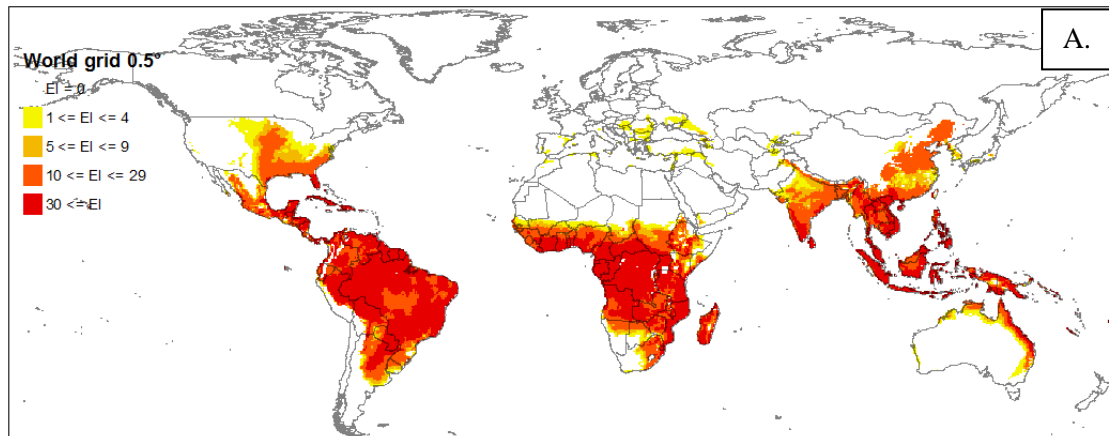 A.
World grid 0.5°
EI = 0
1 <= EI <= 4
5 <= EI <= 9
10 <= EI <= 29
30 <= EI